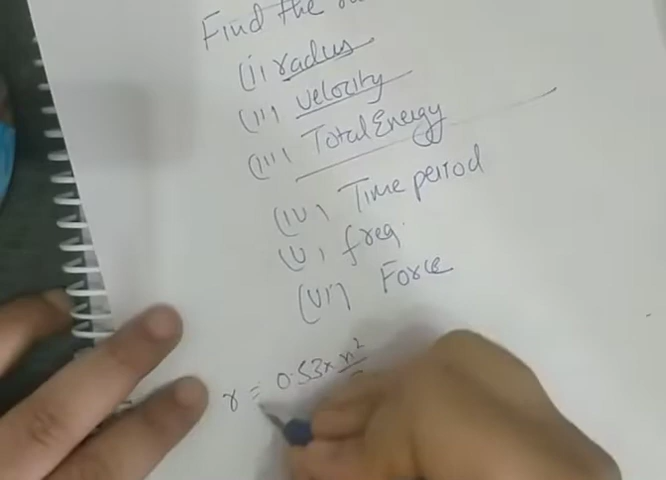 Find the
(i) radius
(ii) velocity
(iii) Total Energy
(iv) Time period
(v) freq.
(vi) Force
r = 0.53 x n²